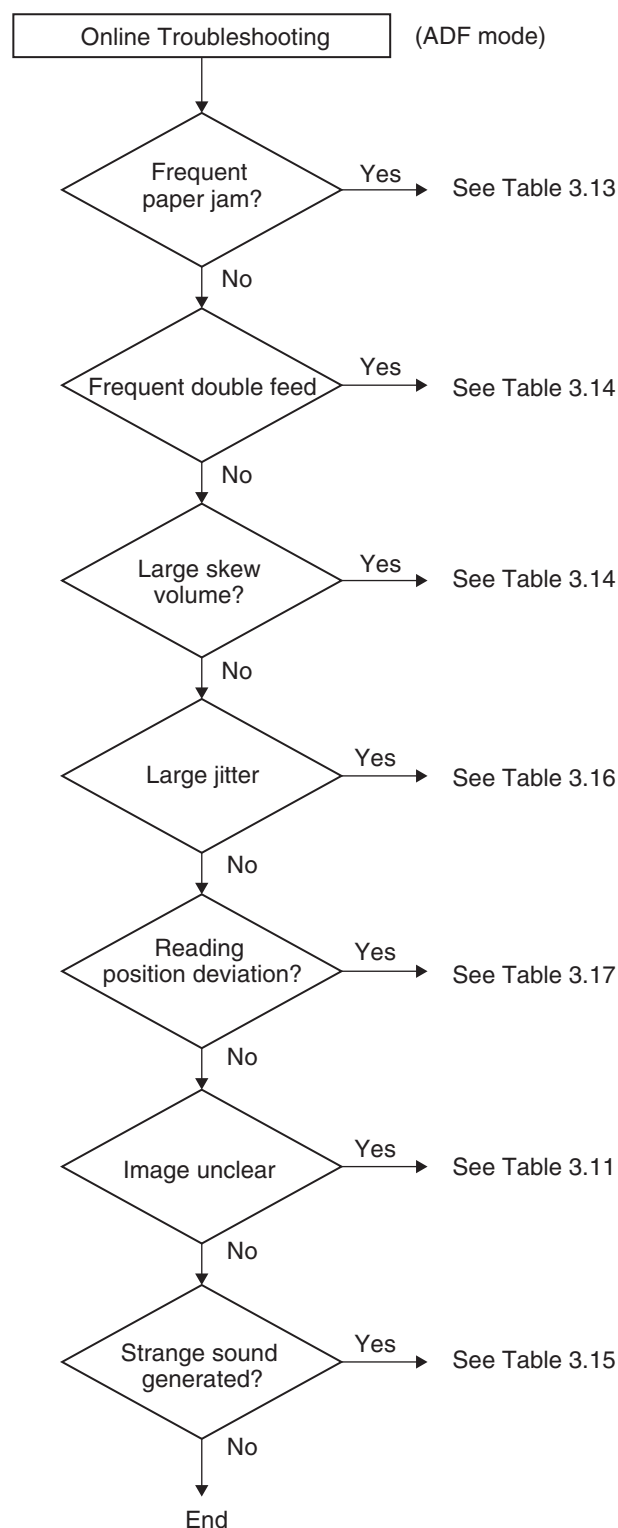 Online Troubleshooting
(ADF mode)
Frequent
paper jam?
Yes
See Table 3.13
No
Frequent double feed
Yes
See Table 3.14
No
Large skew
volume?
Yes
See Table 3.14
No
Large jitter
Yes
See Table 3.16
No
Reading
position deviation?
Yes
See Table 3.17
No
Image unclear
Yes
See Table 3.11
No
Strange sound
generated?
Yes
See Table 3.15
No
End